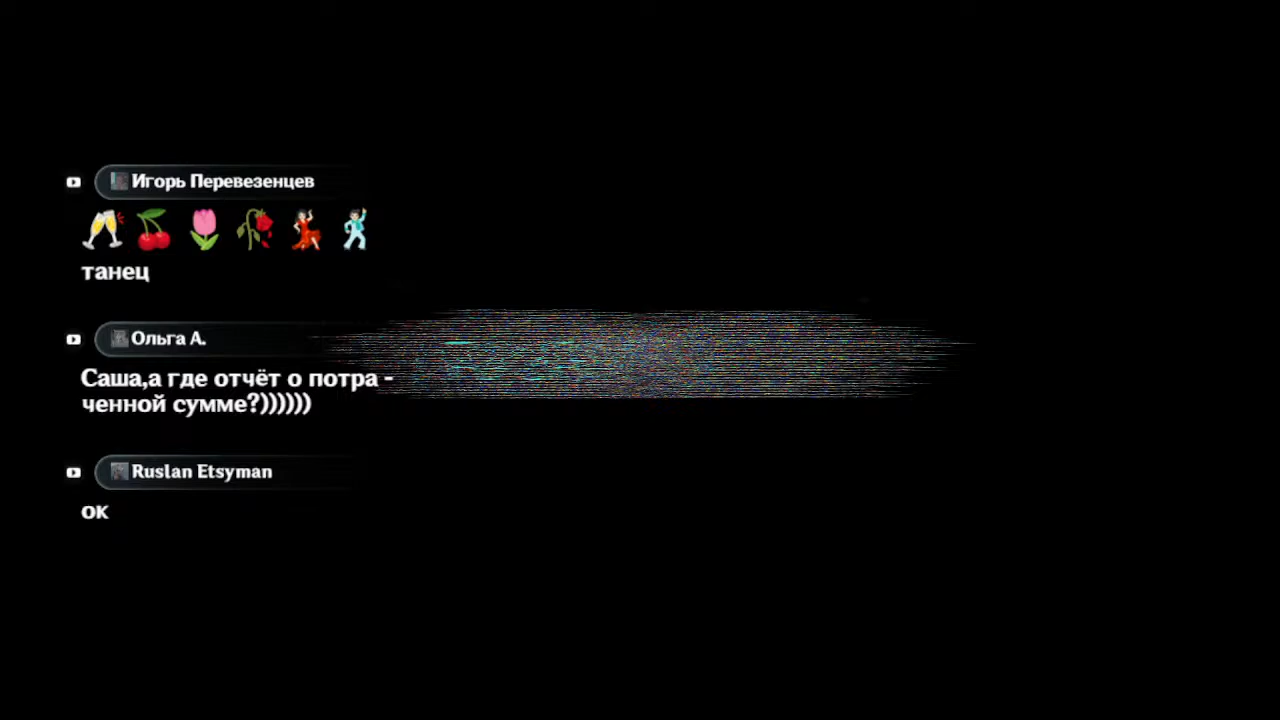 Игорь Перевезенцев
🥂🍒🌷🥀💃🏻🕺🏻
танец
Ольга А.
Саша,а где отчёт о потра -
ченной сумме?))))))
Ruslan Etsyman
ок